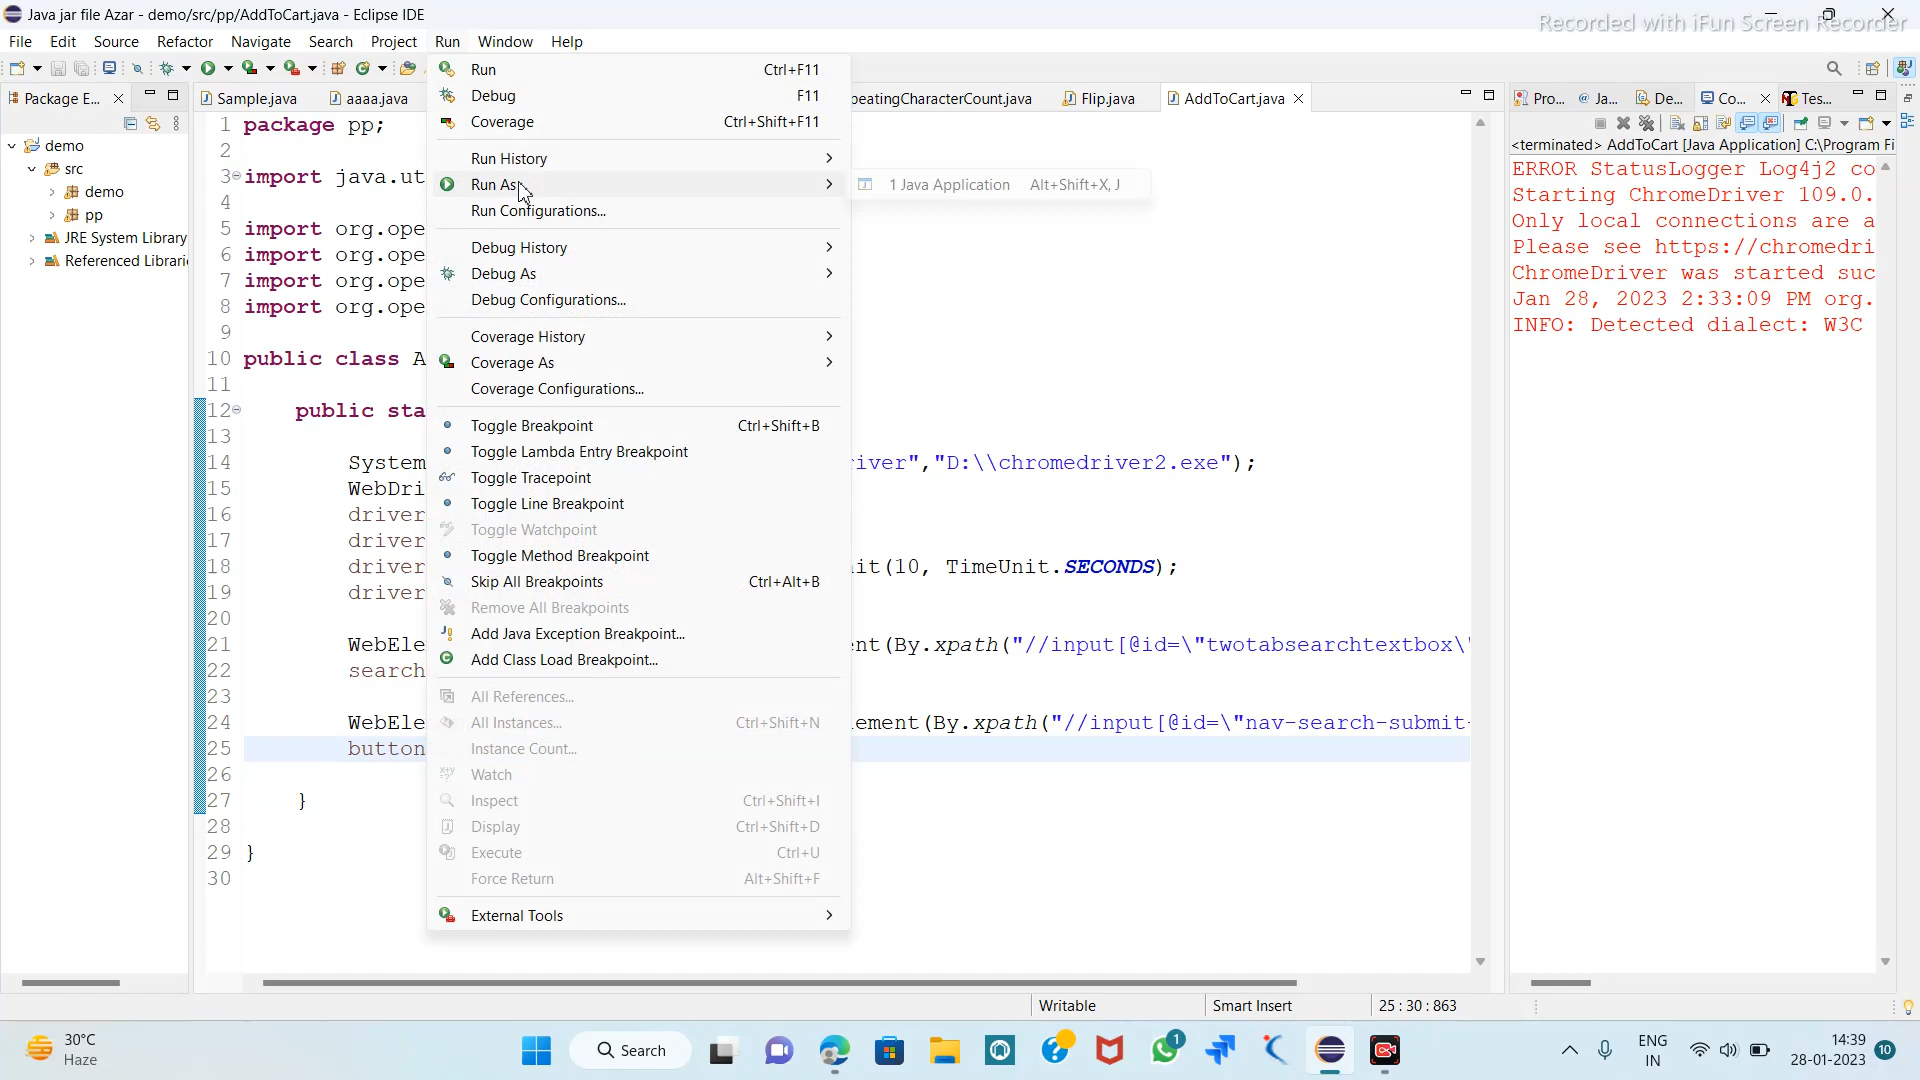 Java jar file Azar - demo/src/pp/AddToCart.java - Eclipse IDE
Recorded with iFun Screen Recorder
File Edit Source Refactor Navigate Search Project Run Window Help
Package E...
Sample.java
aaaa.java
peatingCharacterCount.java
Flip.java
AddToCart.java
Pro...
Ja...
De...
Co...
Tes...
demo
src
demo
pp
JRE System Library
Referenced Librari
1 package pp;
2
3 import java.ut
4
5 import org.ope
6 import org.ope
7 import org.ope
8 import org.ope
9
10 public class A
11
12 public sta
13
14 System iver","D:\\chromedriver2.exe");
15 WebDri
16 driver
17 driver
18 driver it(10, TimeUnit.SECONDS);
19 driver
20
21 WebEle nt(By.xpath("//input[@id=\"twotabsearchtextbox\"
22 search
23
24 WebEle ement(By.xpath("//input[@id=\"nav-search-submit-
25 button
26
27 }
28
29 }
30
Run Ctrl+F11
Debug F11
Coverage Ctrl+Shift+F11
Run History
Run As
1 Java Application Alt+Shift+X, J
Run Configurations...
Debug History
Debug As
Debug Configurations...
Coverage History
Coverage As
Coverage Configurations...
Toggle Breakpoint Ctrl+Shift+B
Toggle Lambda Entry Breakpoint
Toggle Tracepoint
Toggle Line Breakpoint
Toggle Watchpoint
Toggle Method Breakpoint
Skip All Breakpoints Ctrl+Alt+B
Remove All Breakpoints
Add Java Exception Breakpoint...
Add Class Load Breakpoint...
All References...
All Instances... Ctrl+Shift+N
Instance Count...
Watch
Inspect Ctrl+Shift+I
Display Ctrl+Shift+D
Execute Ctrl+U
Force Return Alt+Shift+F
External Tools
<terminated> AddToCart [Java Application] C:\Program Fi
ERROR StatusLogger Log4j2 co
Starting ChromeDriver 109.0.
Only local connections are a
Please see https://chromedri
ChromeDriver was started suc
Jan 28, 2023 2:33:09 PM org.
INFO: Detected dialect: W3C
Writable
Smart Insert
25 : 30 : 863
30°C
Haze
Search
1
ENG
IN
14:39
28-01-2023
10